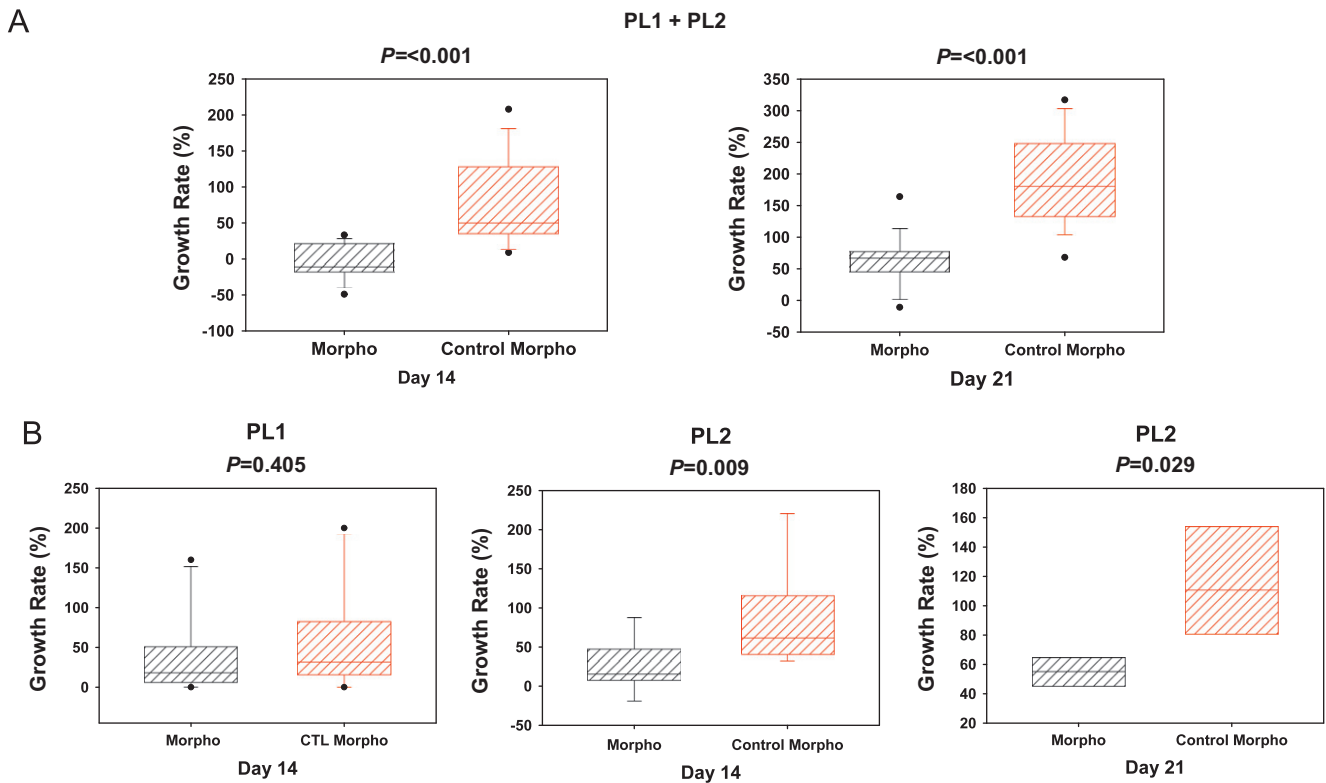 A
PL1 + PL2
P=<0.001
Growth Rate (%)
250
200
150
100
50
0
-50
-100
Morpho
Control Morpho
Day 14
P=<0.001
Growth Rate (%)
350
300
250
200
150
100
50
0
-50
Morpho
Control Morpho
Day 21
B
PL1
P=0.405
Growth Rate (%)
250
200
150
100
50
0
Morpho
CTL Morpho
Day 14
PL2
P=0.009
Growth Rate (%)
250
200
150
100
50
0
-50
Morpho
Control Morpho
Day 14
PL2
P=0.029
Growth Rate (%)
180
160
140
120
100
80
60
40
20
Morpho
Control Morpho
Day 21